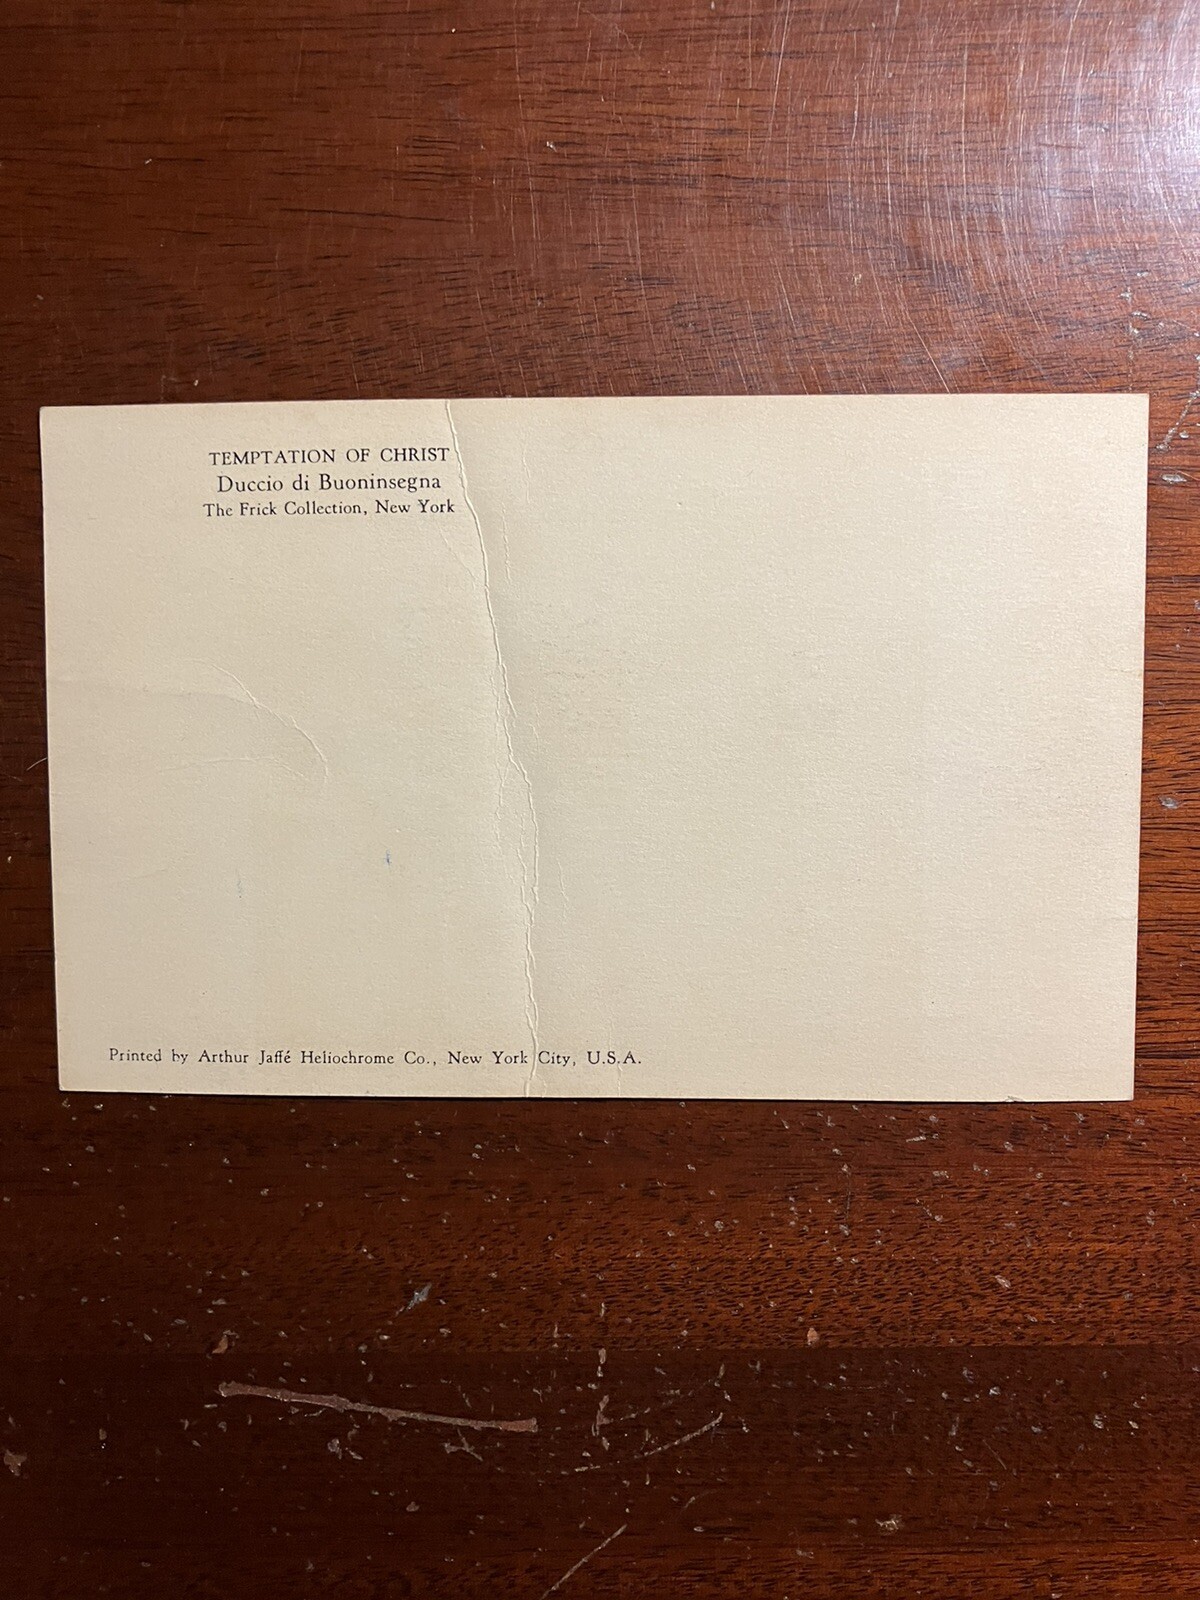 TEMPTATION OF CHRIST
Duccio di Buoninsegna
The Frick Collection, New York
Printed by Arthur Jaffé Heliochrome Co., New York City, U.S.A.